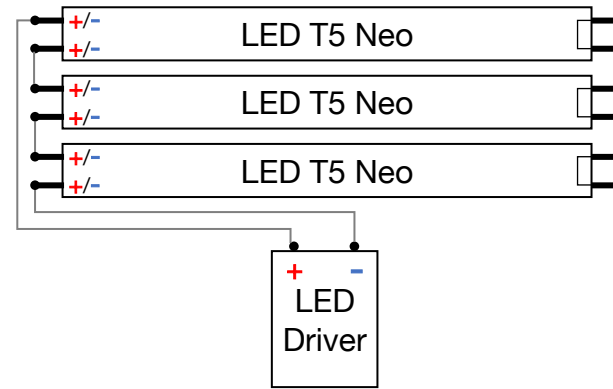 +/-
LED T5 Neo
+/-
+/-
LED T5 Neo
+/-
+/-
LED T5 Neo
+/-
+ -
LED
Driver